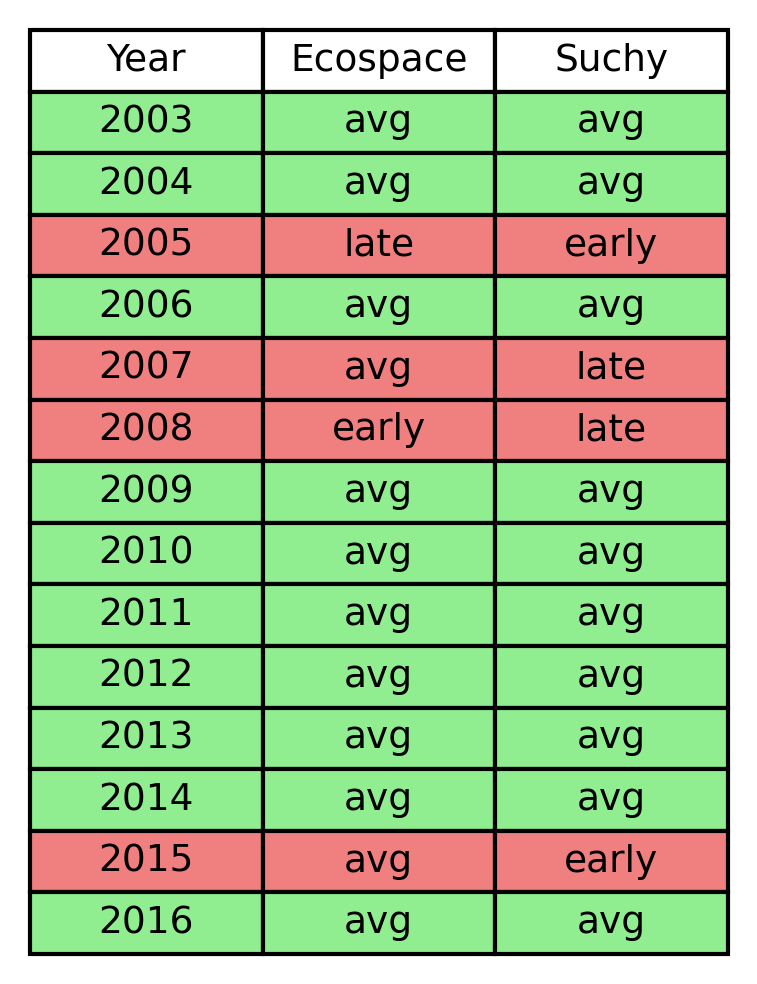 Year Ecospace Suchy
2003 avg avg
2004 avg avg
2005 late early
2006 avg avg
2007 avg late
2008 early late
2009 avg avg
2010 avg avg
2011 avg avg
2012 avg avg
2013 avg avg
2014 avg avg
2015 avg early
2016 avg avg